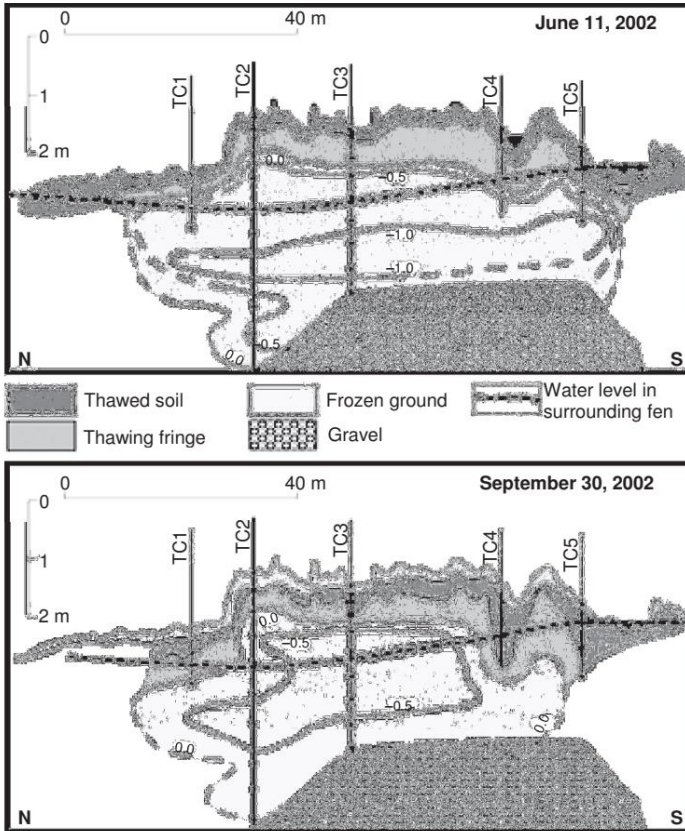 0 40 m June 11, 2002
0
1
2 m
TC1
TC2
TC3
TC4
TC5
0.0
−0.5
−1.0
−1.0
−0.5
0.0
N S
Thawed soil Frozen ground Water level in
surrounding fen
Thawing fringe Gravel
0 40 m September 30, 2002
0
1
2 m
TC1
TC2
TC3
TC4
TC5
0.0
−0.5
−0.5
0.0
0.0
N S